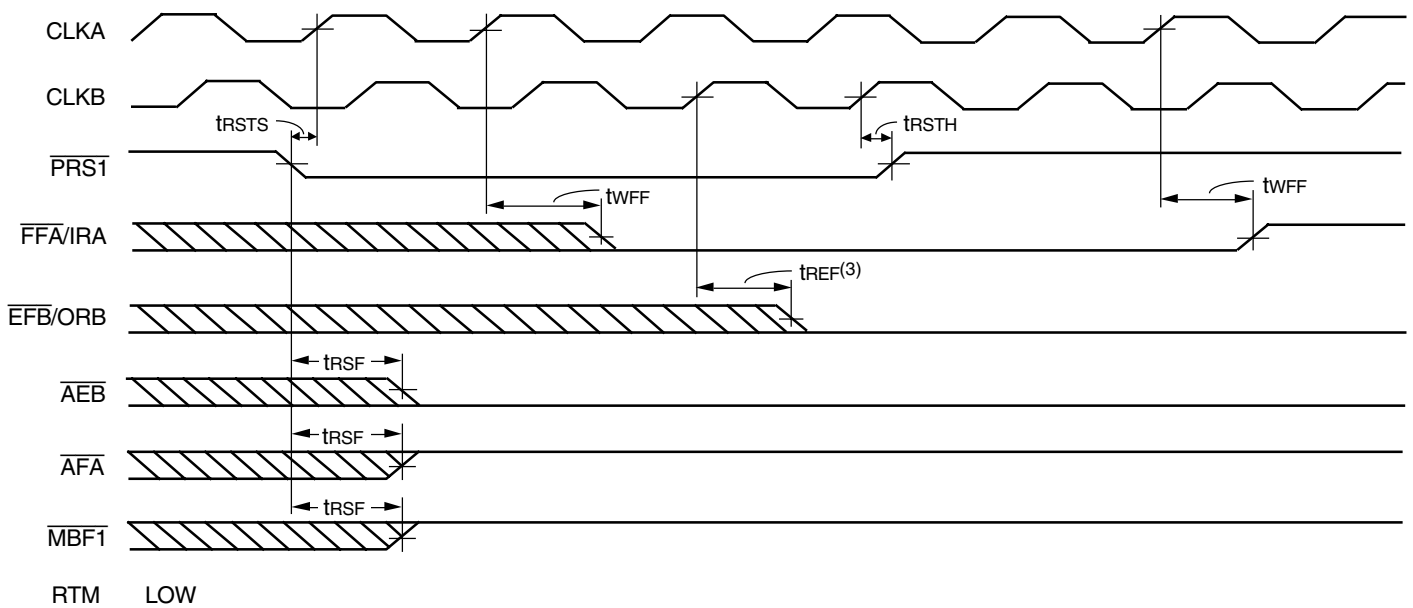 CLKA
CLKB
tRSTS
tRSTH
PRS1
tWFF
tWFF
FFA/IRA
tREF(3)
EFB/ORB
tRSF
AEB
tRSF
AFA
tRSF
MBF1
RTM LOW